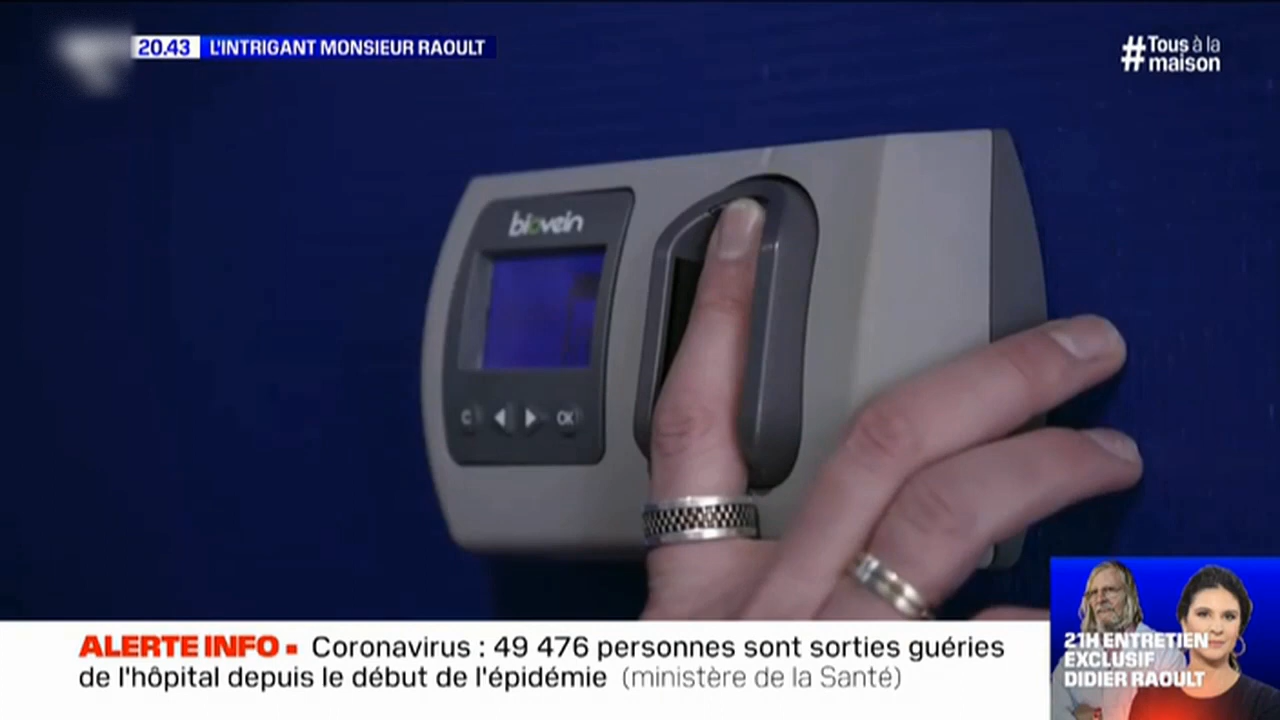 20.43 L'INTRIGANT MONSIEUR RAOULT
#Tous à la
maison
biovein
C OK
ALERTE INFO Coronavirus : 49 476 personnes sont sorties guéries
de l'hôpital depuis le début de l'épidémie (ministère de la Santé)
21H ENTRETIEN
EXCLUSIF
DIDIER RAOULT